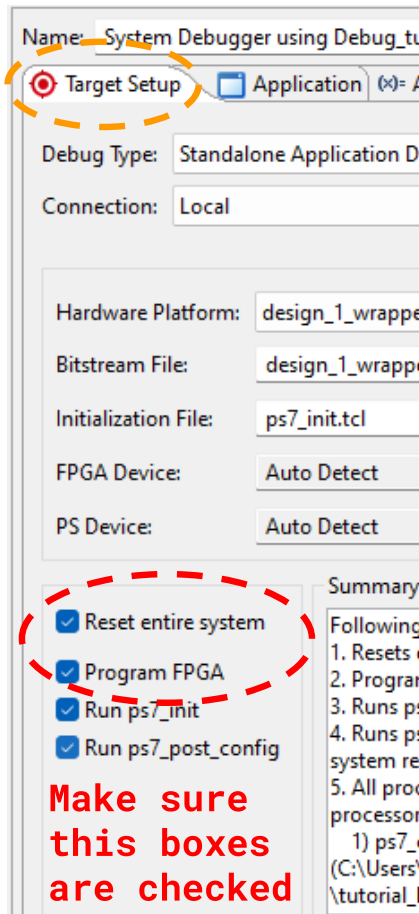 Name: System Debugger using Debug_tu
Target Setup Application (x)=
Debug Type: Standalone Application D
Connection: Local
Hardware Platform: design_1_wrappe
Bitstream File: design_1_wrappe
Initialization File: ps7_init.tcl
FPGA Device: Auto Detect
PS Device: Auto Detect
Summary
Reset entire system
Program FPGA
Run ps7_init
Run ps7_post_config
Following
1. Resets
2. Program
3. Runs ps
4. Runs ps
system re
5. All proc
processor
1) ps7_
(C:\Users\
\tutorial_
Make sure
this boxes
are checked